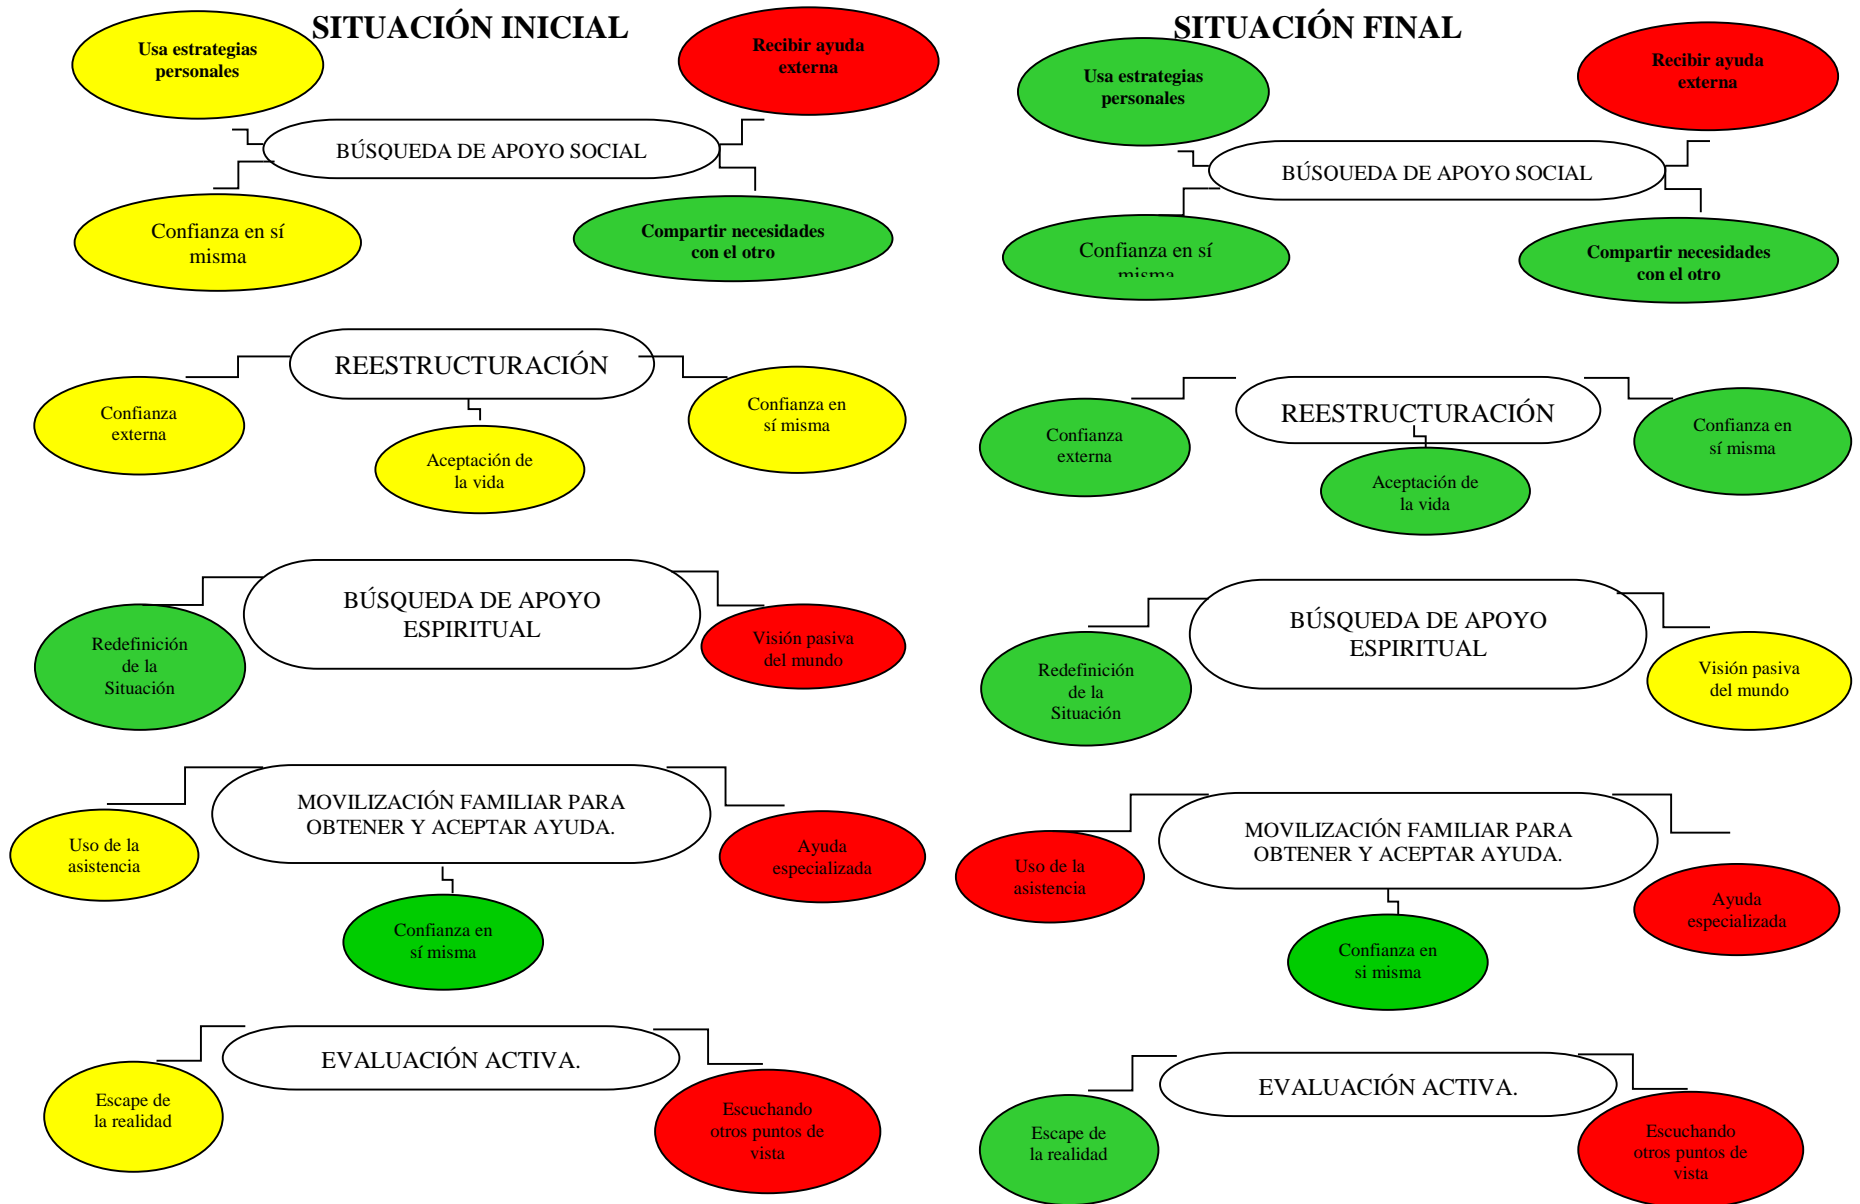 SITUACIÓN INICIAL
Usa estrategias
personales
Recibir ayuda
externa
BÚSQUEDA DE APOYO SOCIAL
Confianza en sí
misma
Compartir necesidades
con el otro
REESTRUCTURACIÓN
Confianza
externa
Aceptación de
la vida
Confianza en
sí misma
BÚSQUEDA DE APOYO
ESPIRITUAL
Redefinición
de la
Situación
Visión pasiva
del mundo
MOVILIZACIÓN FAMILIAR PARA
OBTENER Y ACEPTAR AYUDA.
Uso de la
asistencia
Ayuda
especializada
Confianza en
sí misma
EVALUACIÓN ACTIVA.
Escape de
la realidad
Escuchando
otros puntos de
vista
SITUACIÓN FINAL
Usa estrategias
personales
Recibir ayuda
externa
BÚSQUEDA DE APOYO SOCIAL
Confianza en sí
misma
Compartir necesidades
con el otro
REESTRUCTURACIÓN
Confianza
externa
Aceptación de
la vida
Confianza en
sí misma
BÚSQUEDA DE APOYO
ESPIRITUAL
Redefinición
de la
Situación
Visión pasiva
del mundo
MOVILIZACIÓN FAMILIAR PARA
OBTENER Y ACEPTAR AYUDA.
Uso de la
asistencia
Ayuda
especializada
Confianza en
si misma
EVALUACIÓN ACTIVA.
Escape de
la realidad
Escuchando
otros puntos de
vista